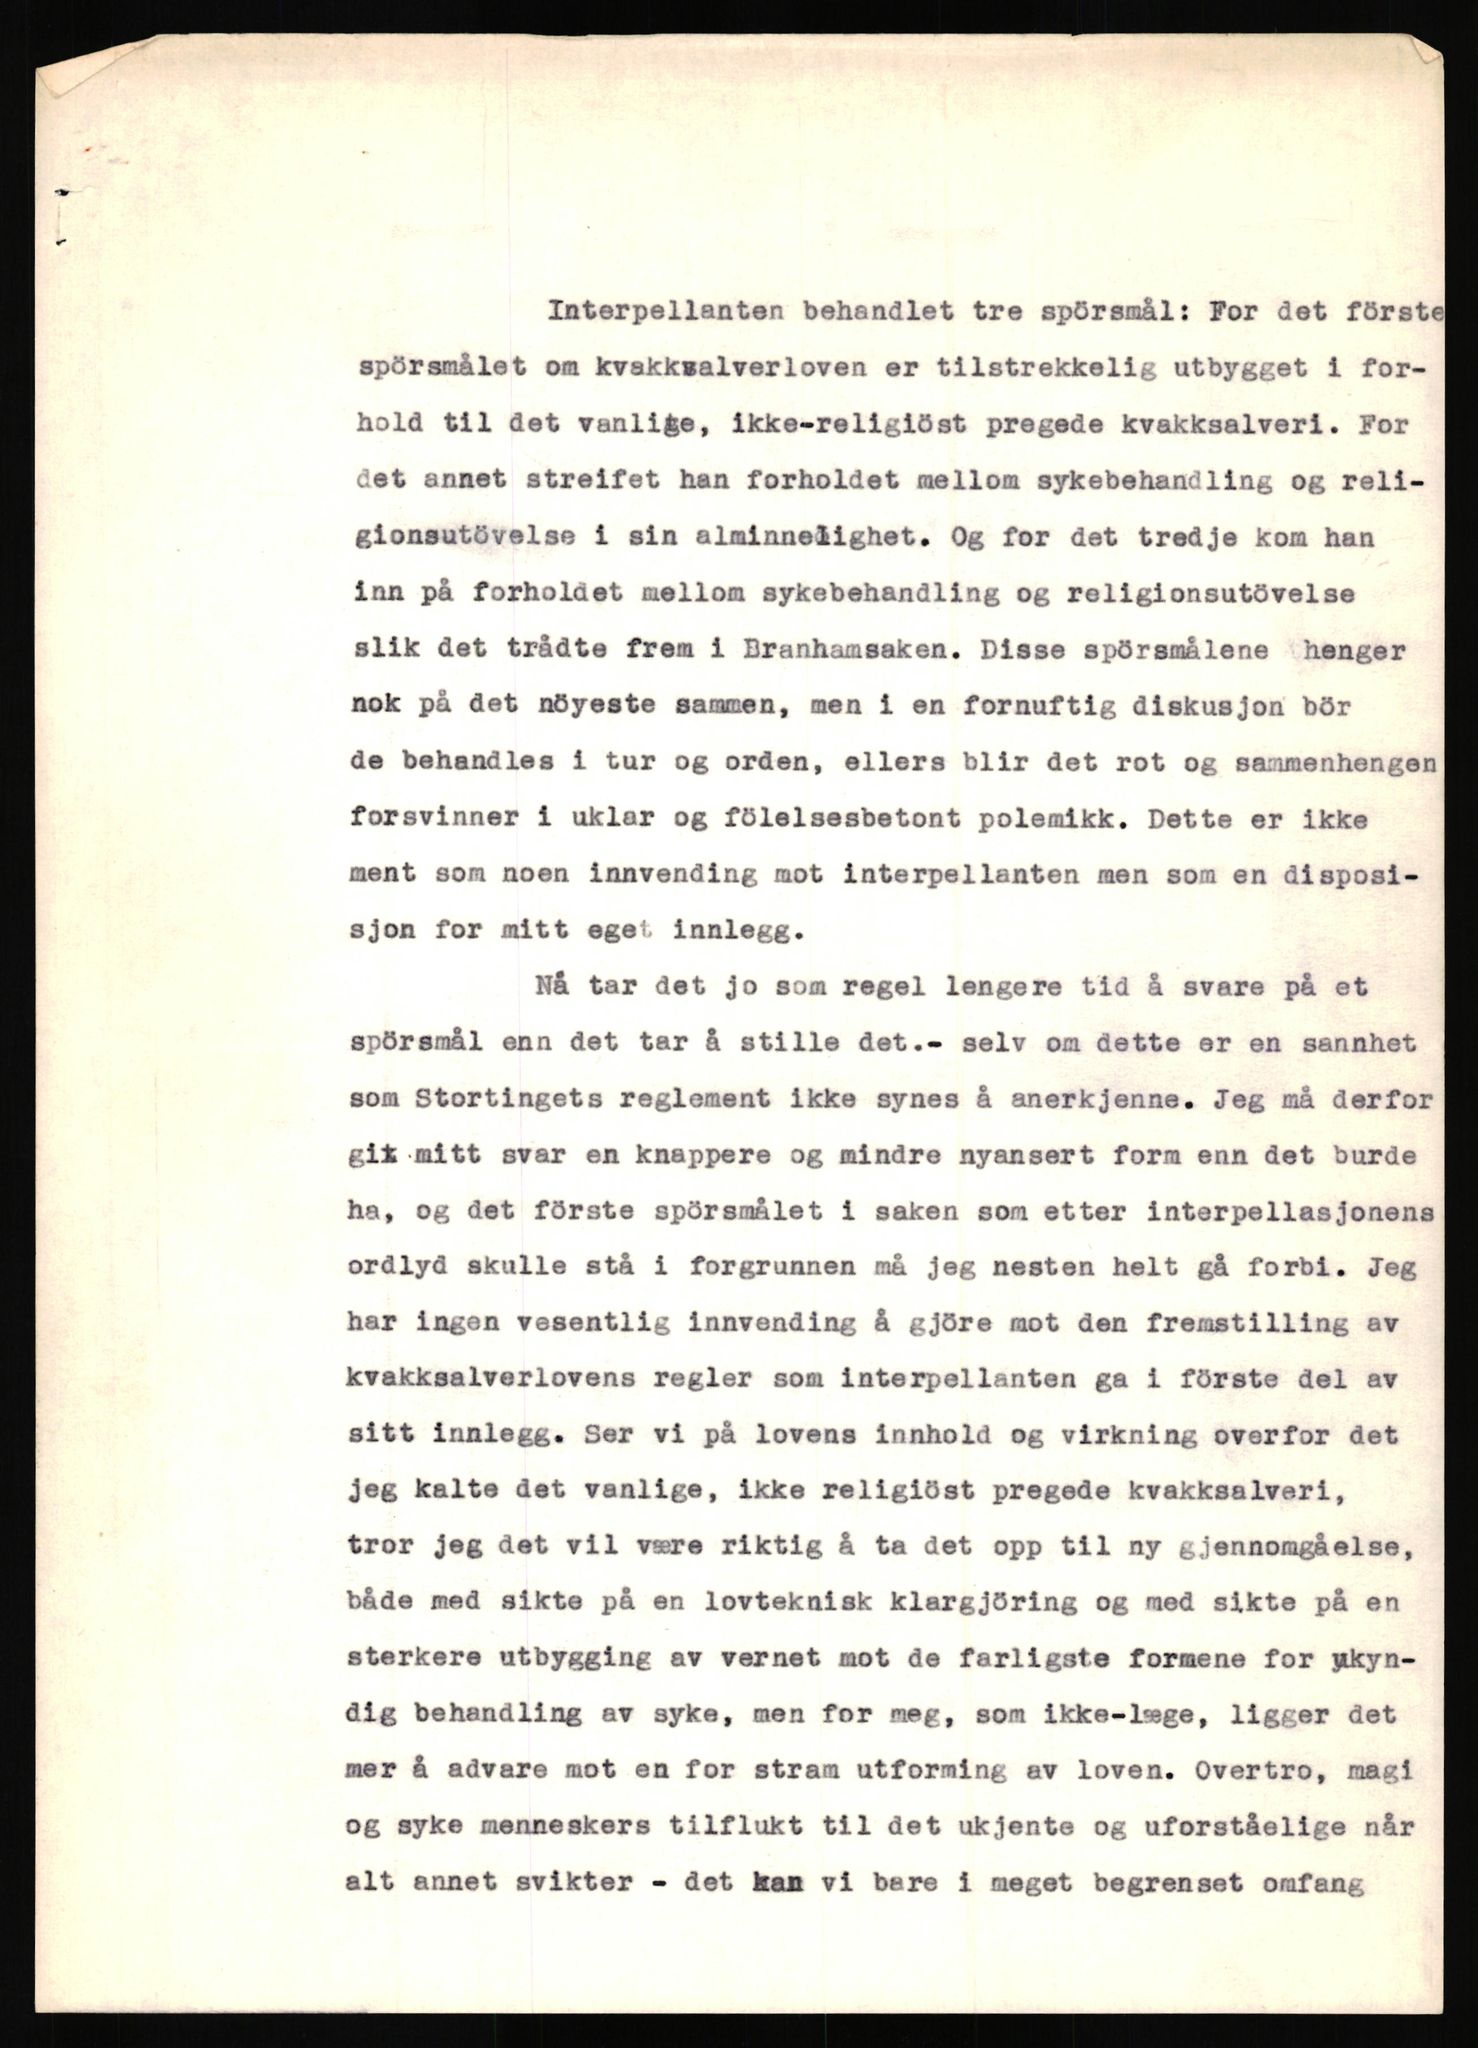 Interpellanten behandlet tre spörsmål: For det förste
spörsmålet om kvakksalverloven er tilstrekkelig utbygget i for-
hold til det vanlige, ikke-religiöst pregede kvakksalveri. For
det annet streifet han forholdet mellom sykebehandling og reli-
gionsutövelse i sin alminnelighet. Og for det tredje kom han
inn på forholdet mellom sykebehandling og religionsutövelse
slik det trådte frem i Branhamsaken. Disse spörsmålene henger
nok på det nöyeste sammen, men i en fornuftig diskusjon bör
de behandles i tur og orden, ellers blir det rot og sammenhengen
forsvinner i uklar og fölelsesbetont polemikk. Dette er ikke
ment som noen innvending mot interpellanten men som en disposi-
sjon for mitt eget innlegg.
Nå tar det jo som regel lengere tid å svare på et
spörsmål enn det tar å stille det.- selv om dette er en sannhet
som Stortingets reglement ikke synes å anerkjenne. Jeg må derfor
gi mitt svar en knappere og mindre nyansert form enn det burde
ha, og det förste spörsmålet i saken som etter interpellasjonens
ordlyd skulle stå i forgrunnen må jeg nesten helt gå forbi. Jeg
har ingen vesentlig innvending å gjöre mot den fremstilling av
kvakksalverlovens regler som interpellanten ga i förste del av
sitt innlegg. Ser vi på lovens innhold og virkning overfor det
jeg kalte det vanlige, ikke religiöst pregede kvakksalveri,
tror jeg det vil være riktig å ta det opp til ny gjennomgåelse,
både med sikte på en lovteknisk klargjöring og med sikte på en
sterkere utbygging av vernet mot de farligste formene for ukyn-
dig behandling av syke, men for meg, som ikke-læge, ligger det
mer å advare mot en for stram utforming av loven. Overtro, magi
og syke menneskers tilflukt til det ukjente og uforståelige når
alt annet svikter - det kan vi bare i meget begrenset omfang